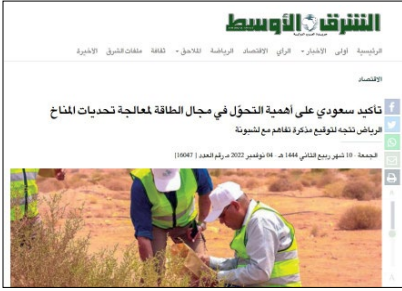 الشرق الأوسط
الرئيسية أولى الأخبار الرأي الاقتصاد الرياضة الملاحق ثقافة ملفات الشرق الأخيرة
الاقتصاد
تأكيد سعودي على أهمية التحوّل في مجال الطاقة لمعالجة تحديات المناخ
الرياض تتجه لتوقيع مذكرة تفاهم مع لشبونة
الجمعة - 10 شهر ربيع الثاني 1444 هـ - 04 نوفمبر 2022 مـ رقم العدد [16047]